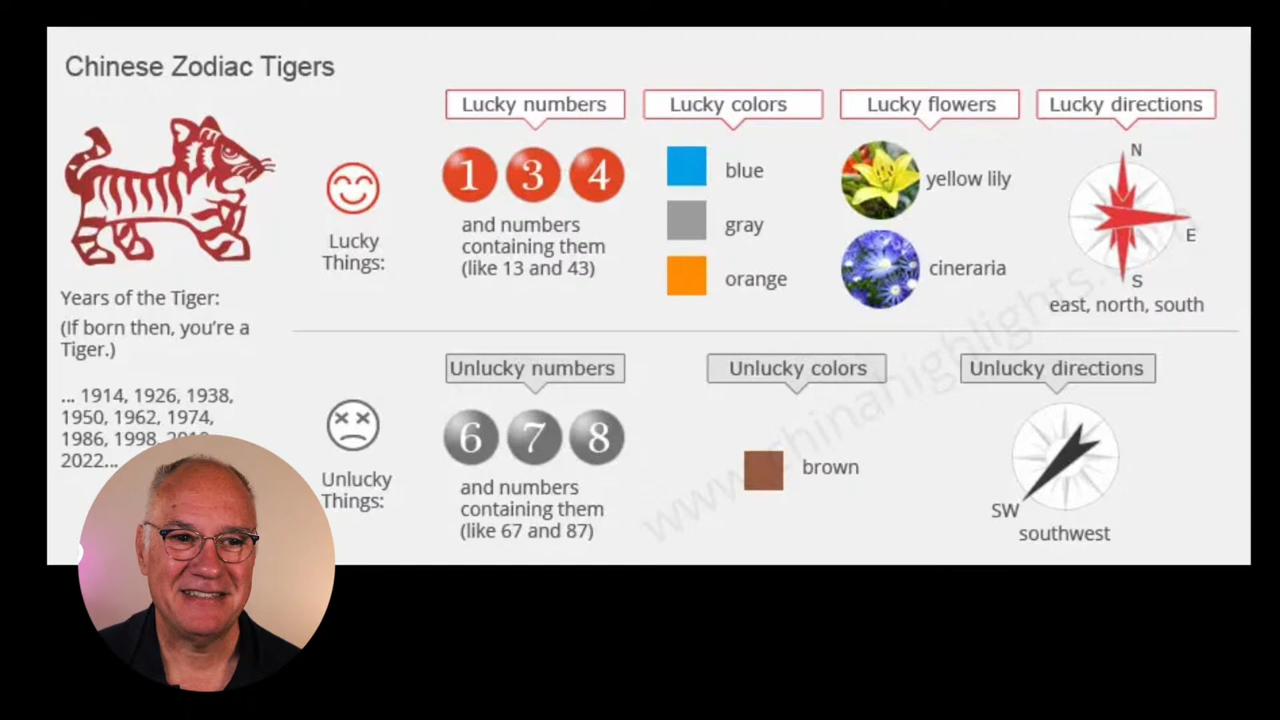 Chinese Zodiac Tigers
Years of the Tiger:
(If born then, you're a
Tiger.)
... 1914, 1926, 1938,
1950, 1962, 1974,
1986, 1998,
2022...
Lucky
Things:
Lucky numbers
1 3 4
and numbers
containing them
(like 13 and 43)
Lucky colors
blue
gray
orange
Lucky flowers
yellow lily
cineraria
Lucky directions
N
E
S
east, north, south
Unlucky
Things:
Unlucky numbers
6 7 8
and numbers
containing them
(like 67 and 87)
Unlucky colors
brown
Unlucky directions
SW
southwest
www.chinahighlights.